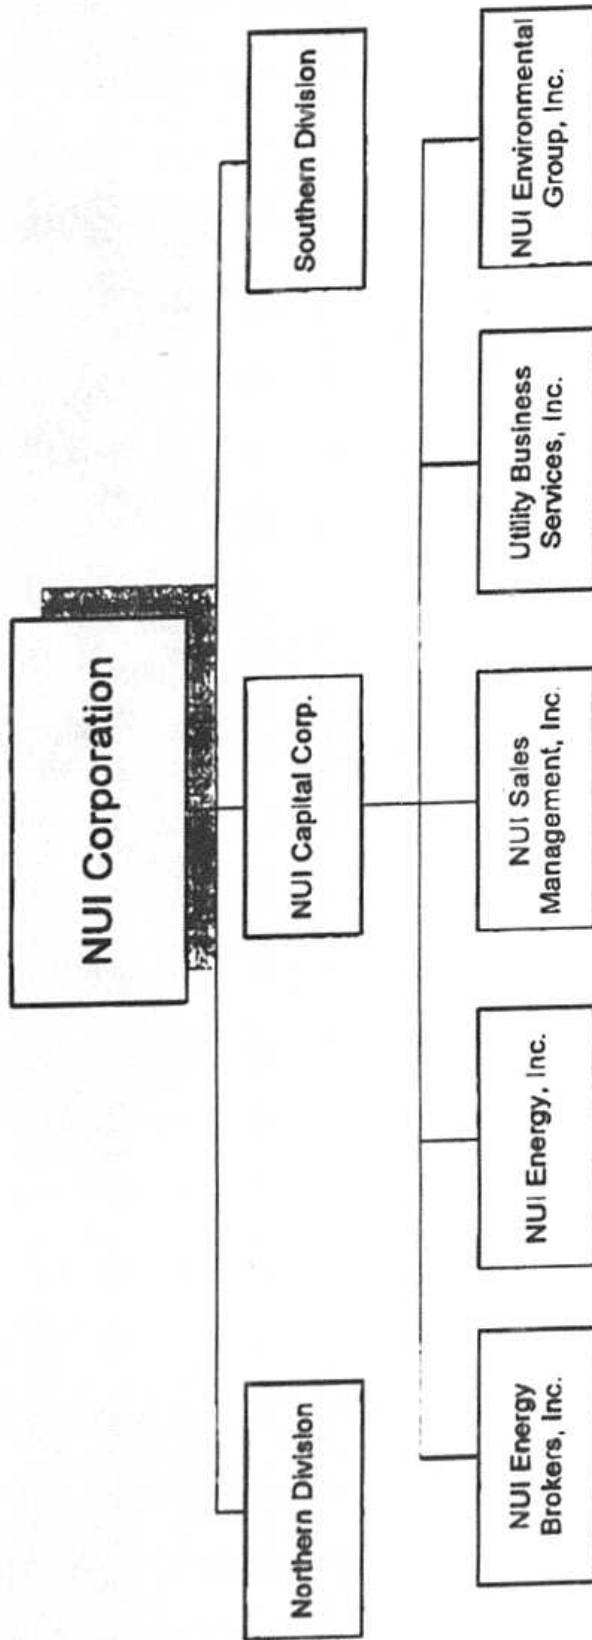 NUI Corporation
Northern Division
NUI Capital Corp.
Southern Division
NUI Energy
Brokers, Inc.
NUI Energy, Inc.
NUI Sales
Management, Inc.
Utility Business
Services, Inc.
NUI Environmental
Group, Inc.